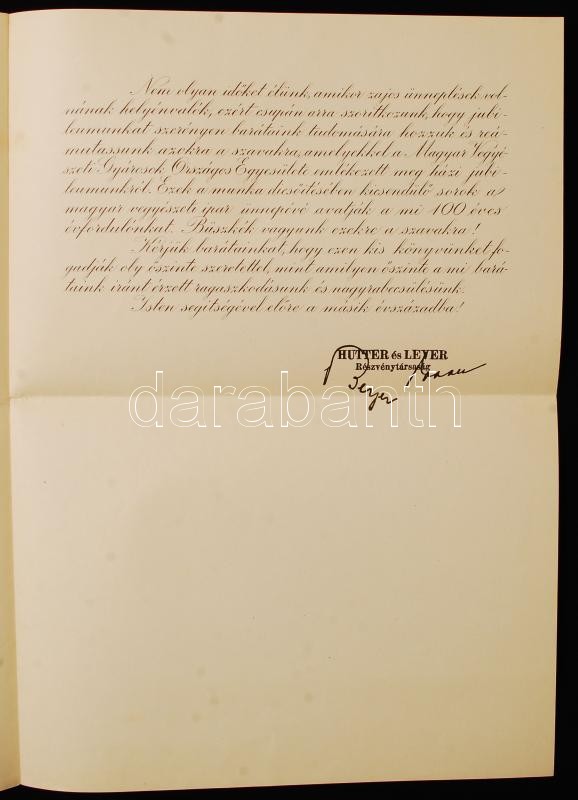 Nem olyan időket élünk, amikor zajos ünneplések vol-
nának helyénvalók, ezért csupán arra szorítkozunk, hogy jubi-
leumunkat szerényen barátaink tudomására hozzuk és reá-
mutassunk azokra a szavakra, amelyekkel a Magyar Vegyé-
szeti Gyárosok Országos Egyesülete emlékezett meg házi jubi-
leumunkról. Ezek a munka dicsőítésében kicsendülő sorok a
magyar vegyészeti ipar ünnepévé avatják a mi 100 éves
évfordulónkat. Büszkék vagyunk ezekre a szavakra!
Kérjük barátainkat, hogy ezen kis könyvünket fo-
gadják oly őszinte szeretettel, mint amilyen őszinte a mi bará-
taink iránt érzett ragaszkodásunk és nagyrabecsülésünk.
Isten segítségével előre a másik évszázadba!
HUTTER és LEVER
Részvénytársaság
darabanth